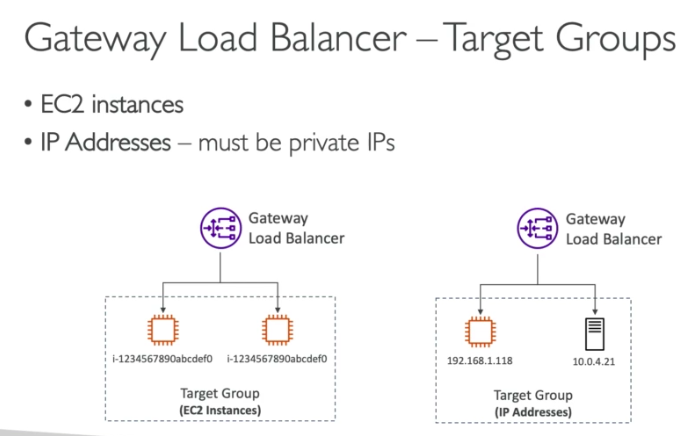 Gateway Load Balancer – Target Groups
• EC2 instances
• IP Addresses – must be private IPs
Gateway
Load Balancer
i-1234567890abcdef0 i-1234567890abcdef0
Target Group
(EC2 Instances)
Gateway
Load Balancer
192.168.1.118 10.0.4.21
Target Group
(IP Addresses)